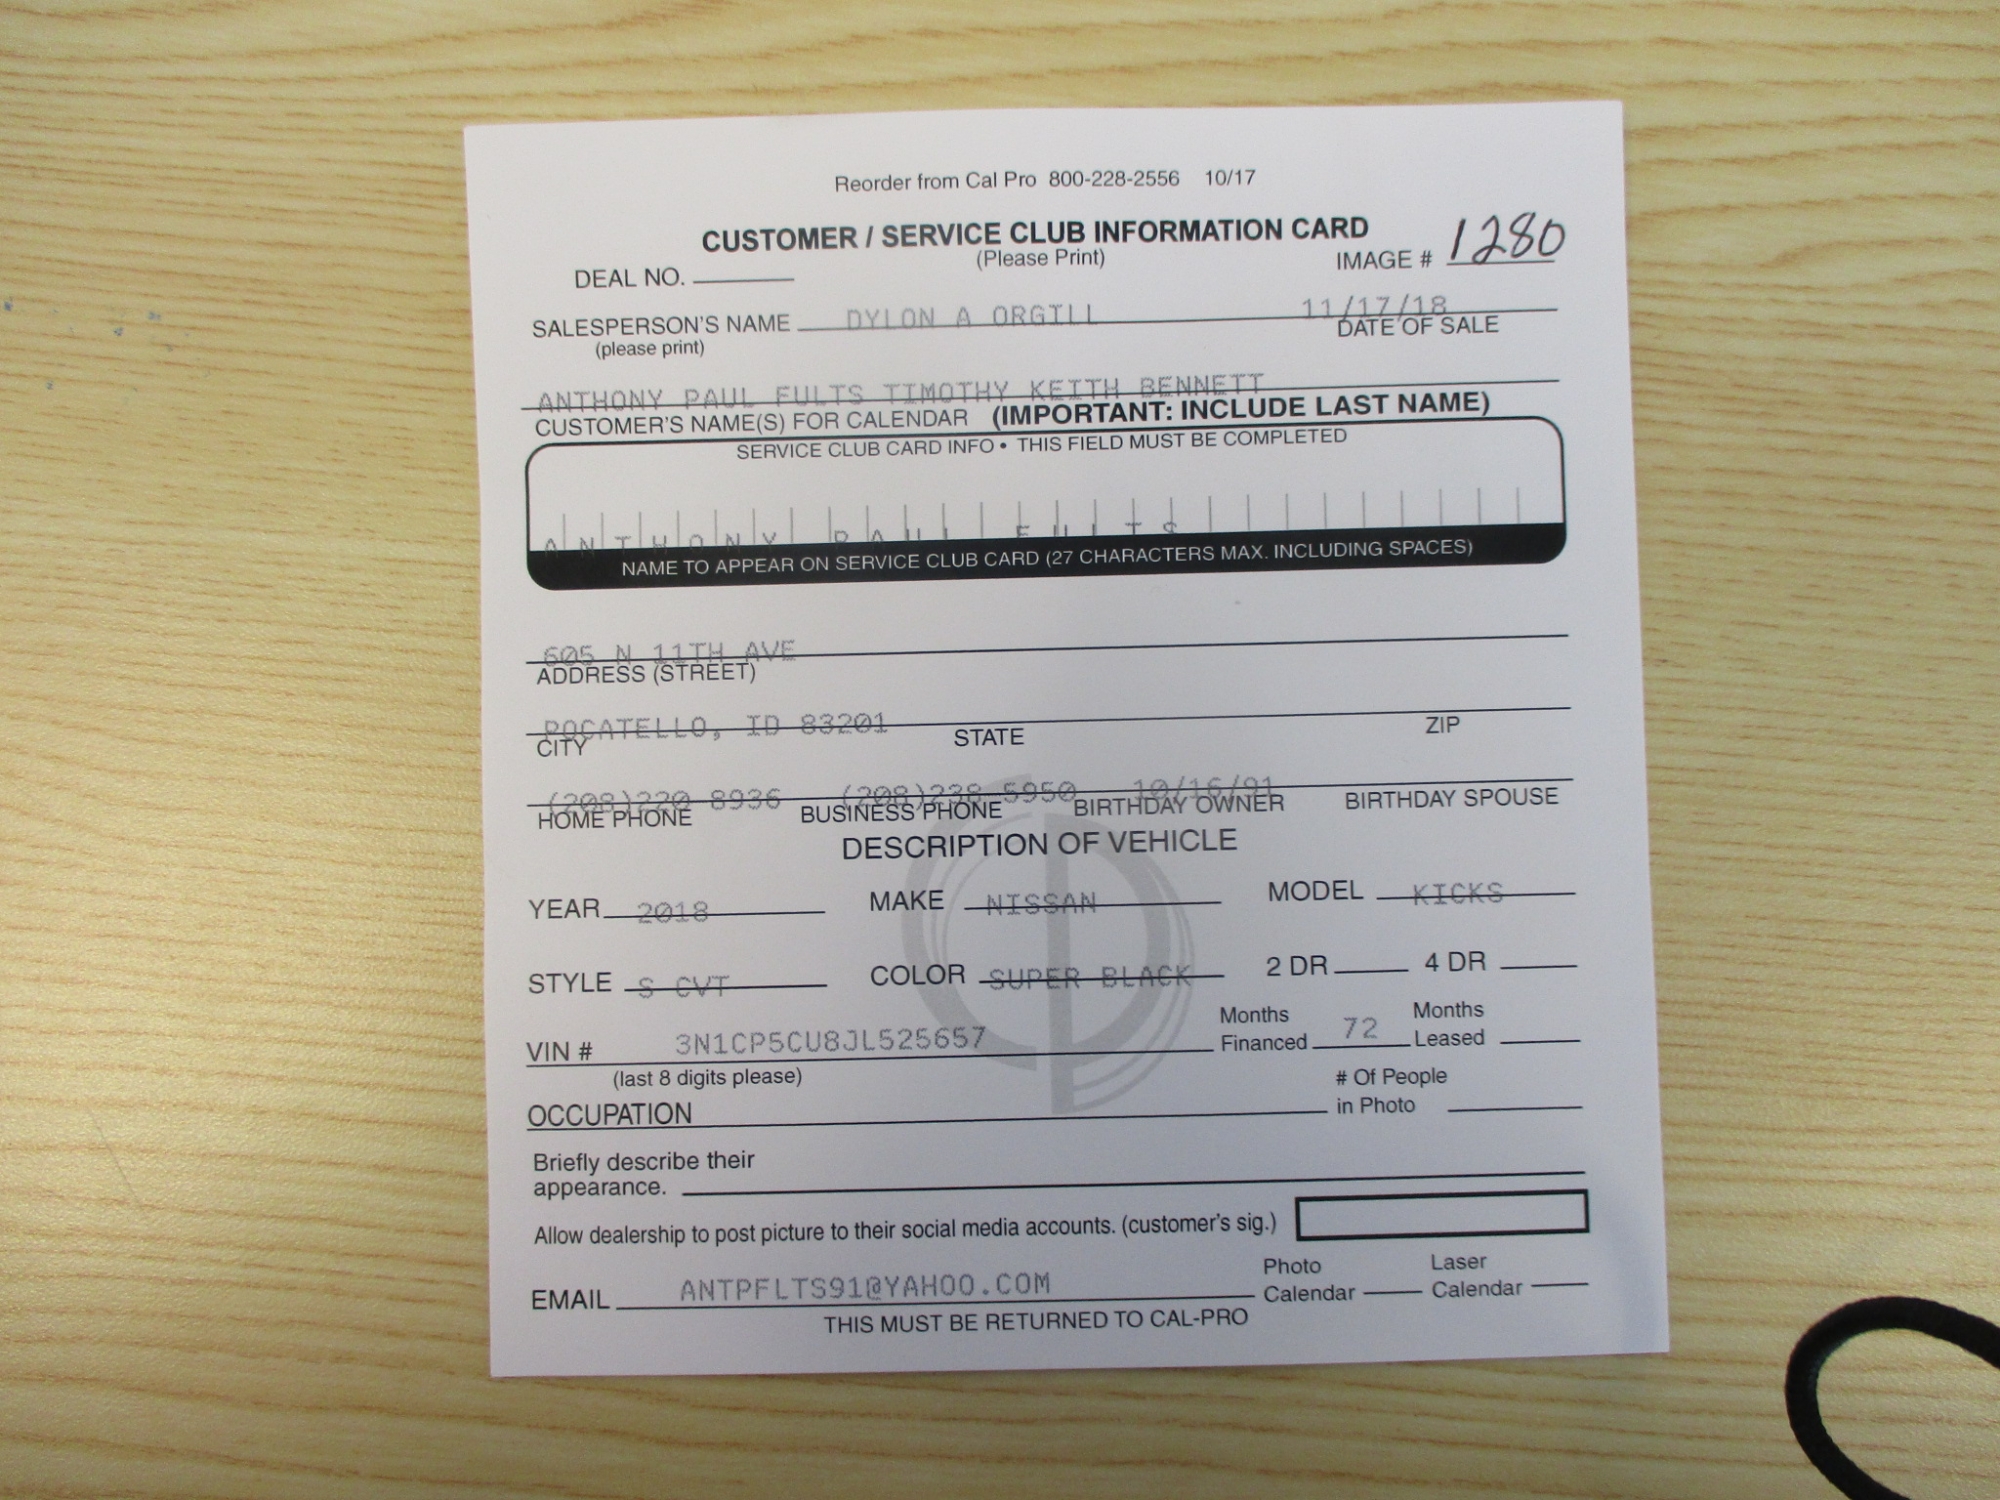 Reorder from Cal Pro 800-228-2556 10/17
CUSTOMER / SERVICE CLUB INFORMATION CARD
(Please Print)
IMAGE # 1280
DEAL NO.
SALESPERSON'S NAME DYLON A ORGILL 11/17/18
(please print) DATE OF SALE
ANTHONY PAUL FULTS TIMOTHY KEITH BENNETT
CUSTOMER'S NAME(S) FOR CALENDAR (IMPORTANT: INCLUDE LAST NAME)
SERVICE CLUB CARD INFO • THIS FIELD MUST BE COMPLETED
ANTHONY PAUL FULTS
NAME TO APPEAR ON SERVICE CLUB CARD (27 CHARACTERS MAX. INCLUDING SPACES)
605 N 11TH AVE
ADDRESS (STREET)
POCATELLO, ID 83201
CITY STATE ZIP
(208)220-8936 (208)238-5950 10/16/91
HOME PHONE BUSINESS PHONE BIRTHDAY OWNER BIRTHDAY SPOUSE
DESCRIPTION OF VEHICLE
YEAR 2018 MAKE NISSAN MODEL KICKS
STYLE S CVT COLOR SUPER BLACK 2 DR 4 DR
VIN # 3N1CP5CU8JL525657 Months Financed 72 Months Leased
(last 8 digits please)
OCCUPATION # Of People in Photo
Briefly describe their
appearance.
Allow dealership to post picture to their social media accounts. (customer's sig.)
EMAIL ANTPFLTS91@YAHOO.COM Photo Calendar Laser Calendar
THIS MUST BE RETURNED TO CAL-PRO